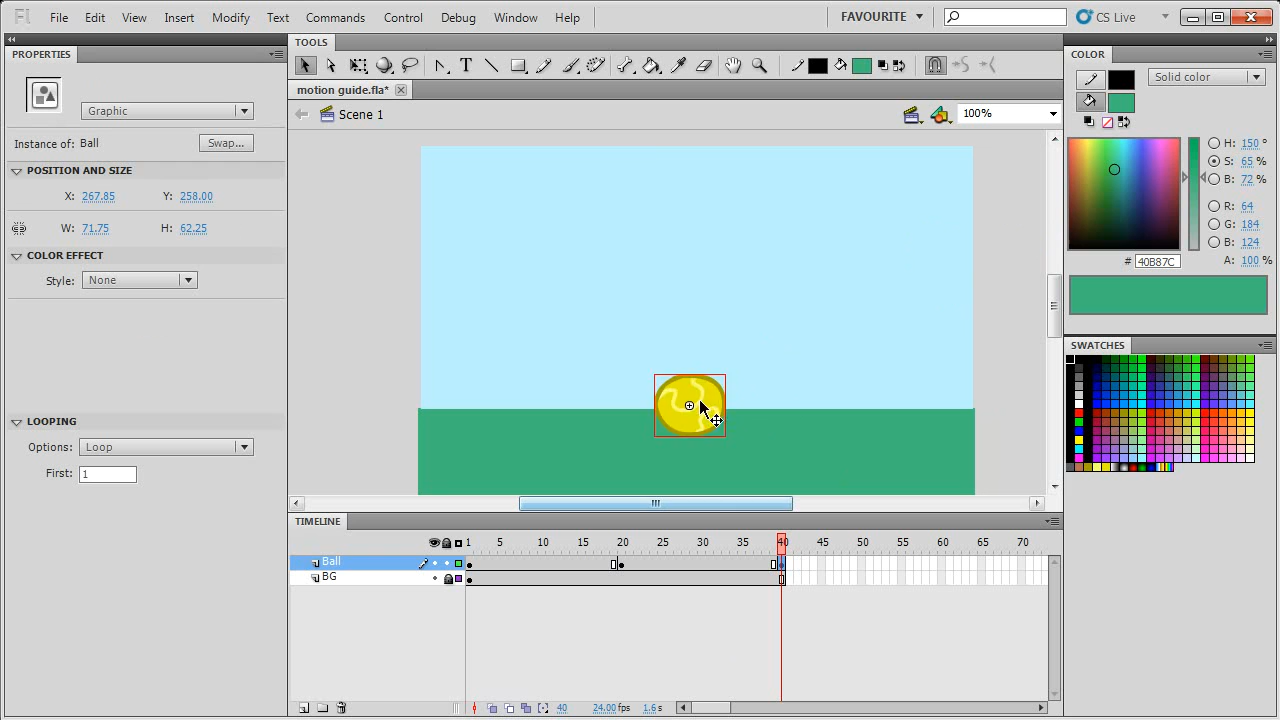 Fl File Edit View Insert Modify Text Commands Control Debug Window Help FAVOURITE CS Live
PROPERTIES
Graphic
Instance of: Ball Swap...
POSITION AND SIZE
X: 267.85 Y: 258.00
W: 71.75 H: 62.25
COLOR EFFECT
Style: None
LOOPING
Options: Loop
First: 1
TOOLS
motion guide.fla*
Scene 1 100%
COLOR
Solid color
H: 150 °
S: 65 %
B: 72 %
R: 64
G: 184
B: 124
# 40B87C A: 100 %
SWATCHES
TIMELINE
1 5 10 15 20 25 30 35 40 45 50 55 60 65 70
Ball
BG
40 24.00 fps 1.6 s